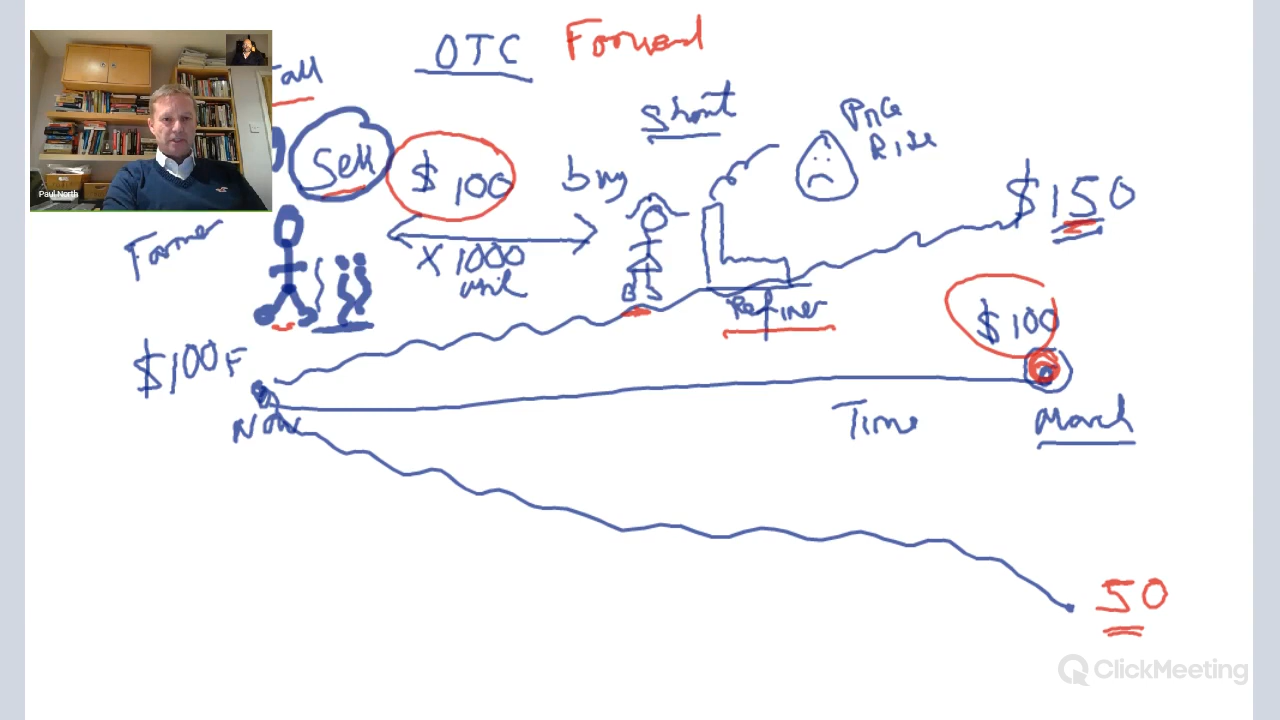 OTC Forward
Fall
Short
Price
Rise
Sell
$100
buy
$150
Farmer
X 1000
unit
Refiner
$100
$100F
Now
Time
March
50
Paul North
ClickMeeting